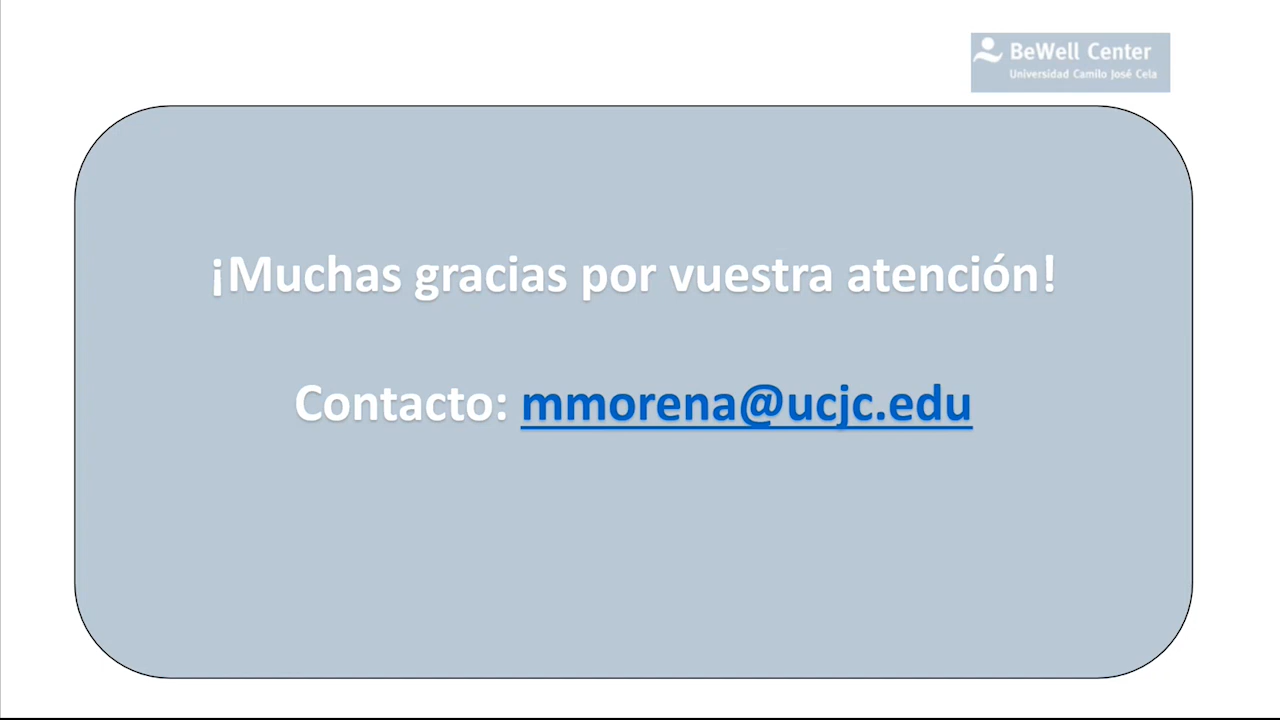 BeWell Center
Universidad Camilo José Cela
¡Muchas gracias por vuestra atención!
Contacto: mmorena@ucjc.edu